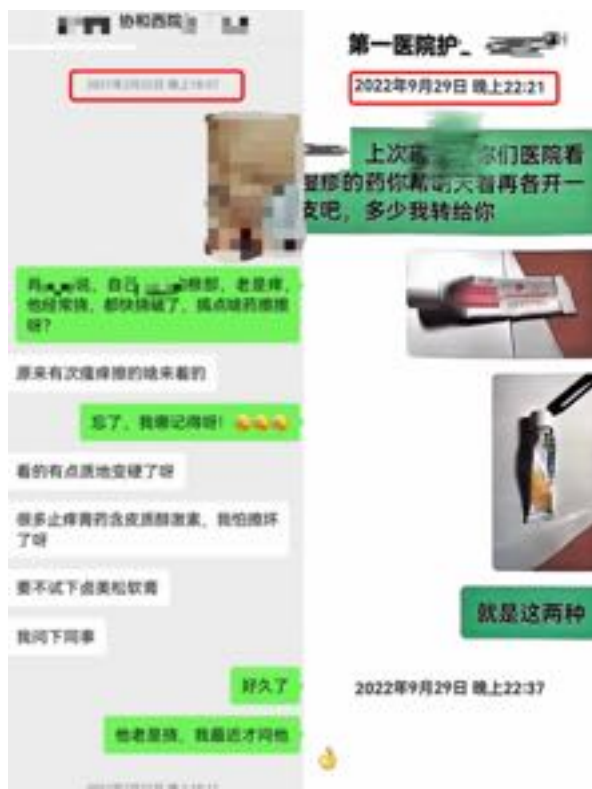 协和西院
原来有次瘙痒擦的啥来着的
忘了，我哪记得呀！
看的有点质地变硬了呀
很多止痒膏药含皮质醇激素，我怕擦坏
了呀
要不试下卤美松软膏
我问下同事
好久了
他老是挠，我最近才问他
第一医院护
2022年9月29日 晚上22:21
上次 你们医院看
湿疹的药你帮明天看再各开一
支吧，多少我转给你
就是这两种
2022年9月29日 晚上22:37